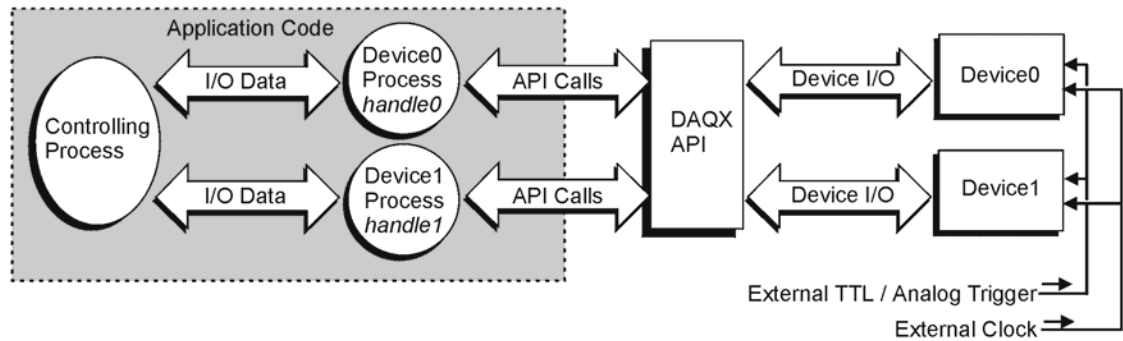 Application Code
Controlling
Process
I/O Data
Device0
Process
handle0
API Calls
I/O Data
Device1
Process
handle1
API Calls
DAQX
API
Device I/O
Device0
Device I/O
Device1
External TTL / Analog Trigger
External Clock